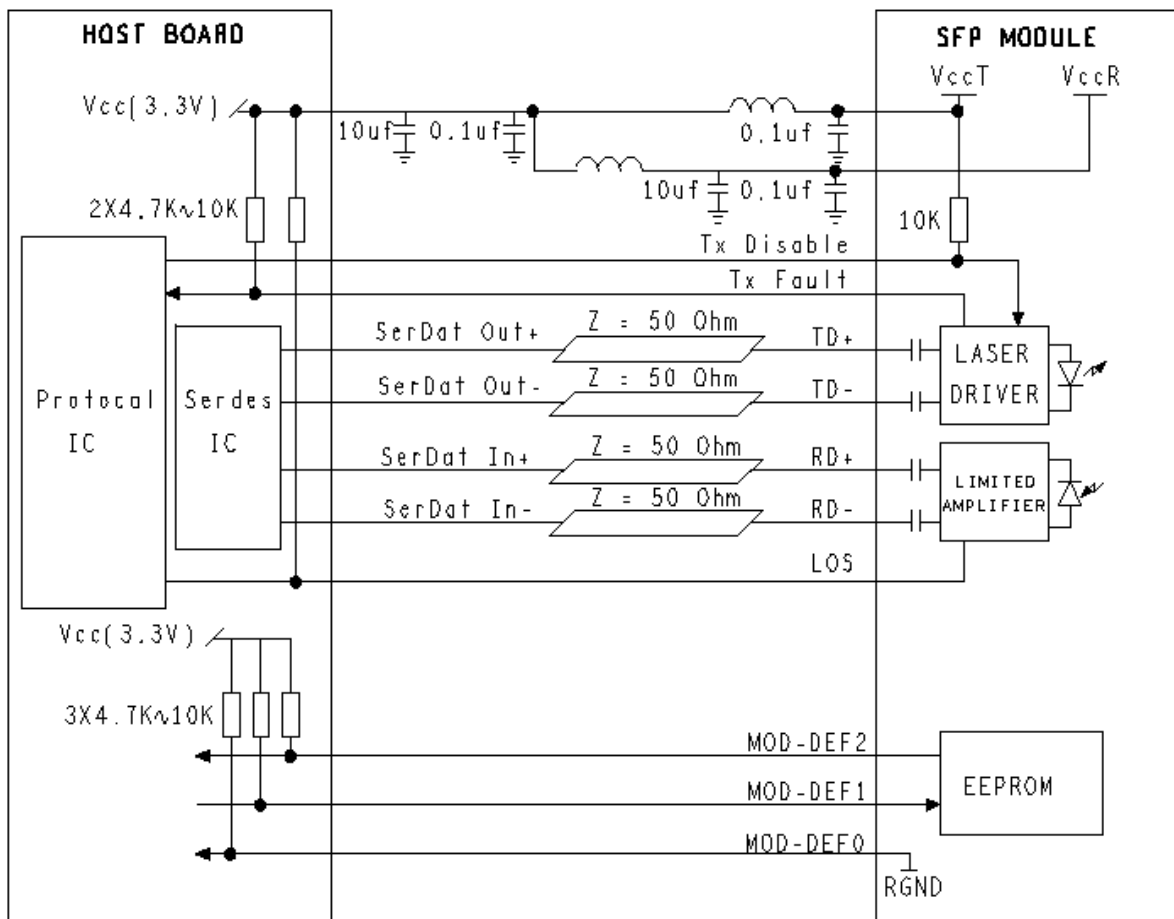 HOST BOARD
SFP MODULE
VccT
VccR
Vcc(3.3V)
10uf
0.1uf
0.1uf
10uf
0.1uf
2X4.7K∿10K
10K
Tx Disable
Tx Fault
Protocal
IC
Serdes
IC
SerDat Out+
Z = 50 Ohm
TD+
SerDat Out-
Z = 50 Ohm
TD-
LASER
DRIVER
SerDat In+
Z = 50 Ohm
RD+
SerDat In-
Z = 50 Ohm
RD-
LIMITED
AMPLIFIER
LOS
Vcc(3.3V)
3X4.7K∿10K
MOD-DEF2
MOD-DEF1
EEPROM
MOD-DEF0
RGND